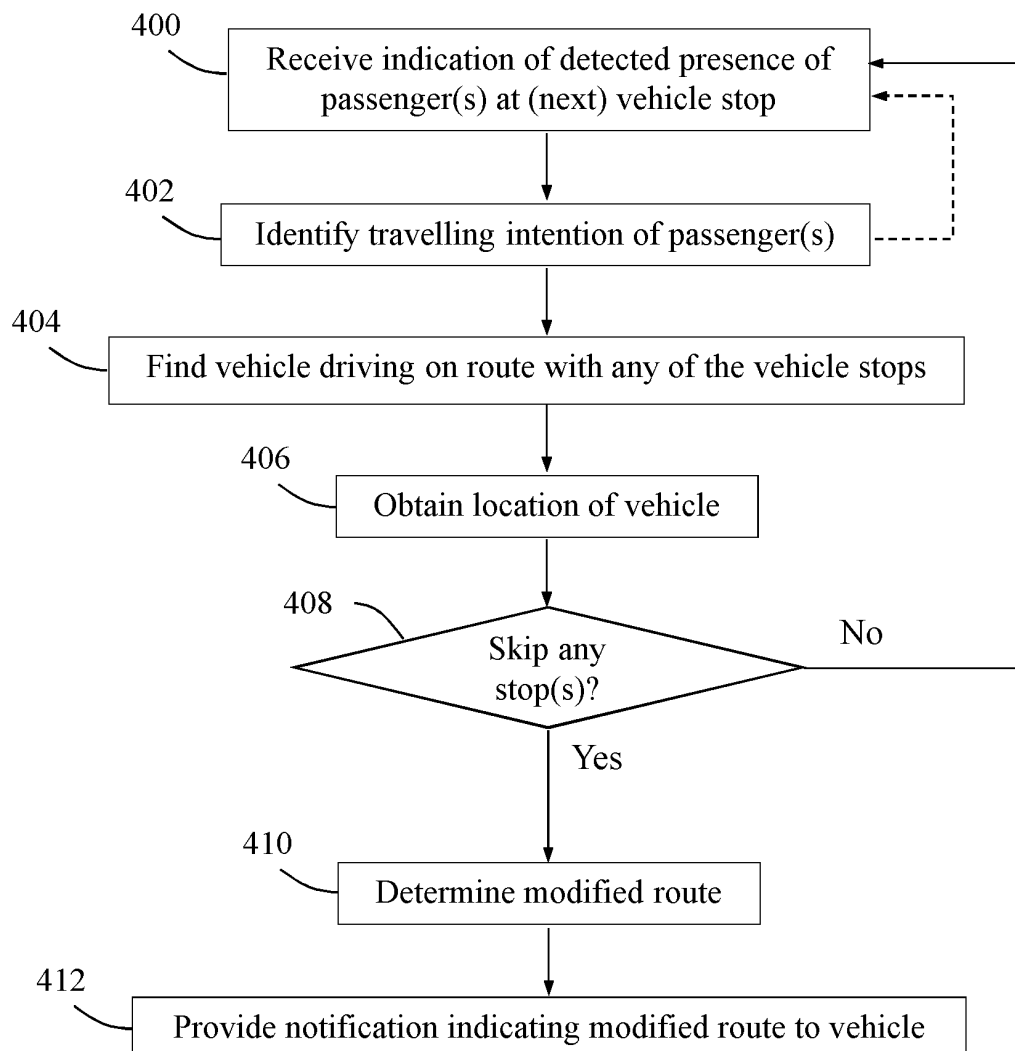 400
Receive indication of detected presence of
passenger(s) at (next) vehicle stop
402
Identify travelling intention of passenger(s)
404
Find vehicle driving on route with any of the vehicle stops
406
Obtain location of vehicle
408
Skip any
stop(s)?
No
Yes
410
Determine modified route
412
Provide notification indicating modified route to vehicle